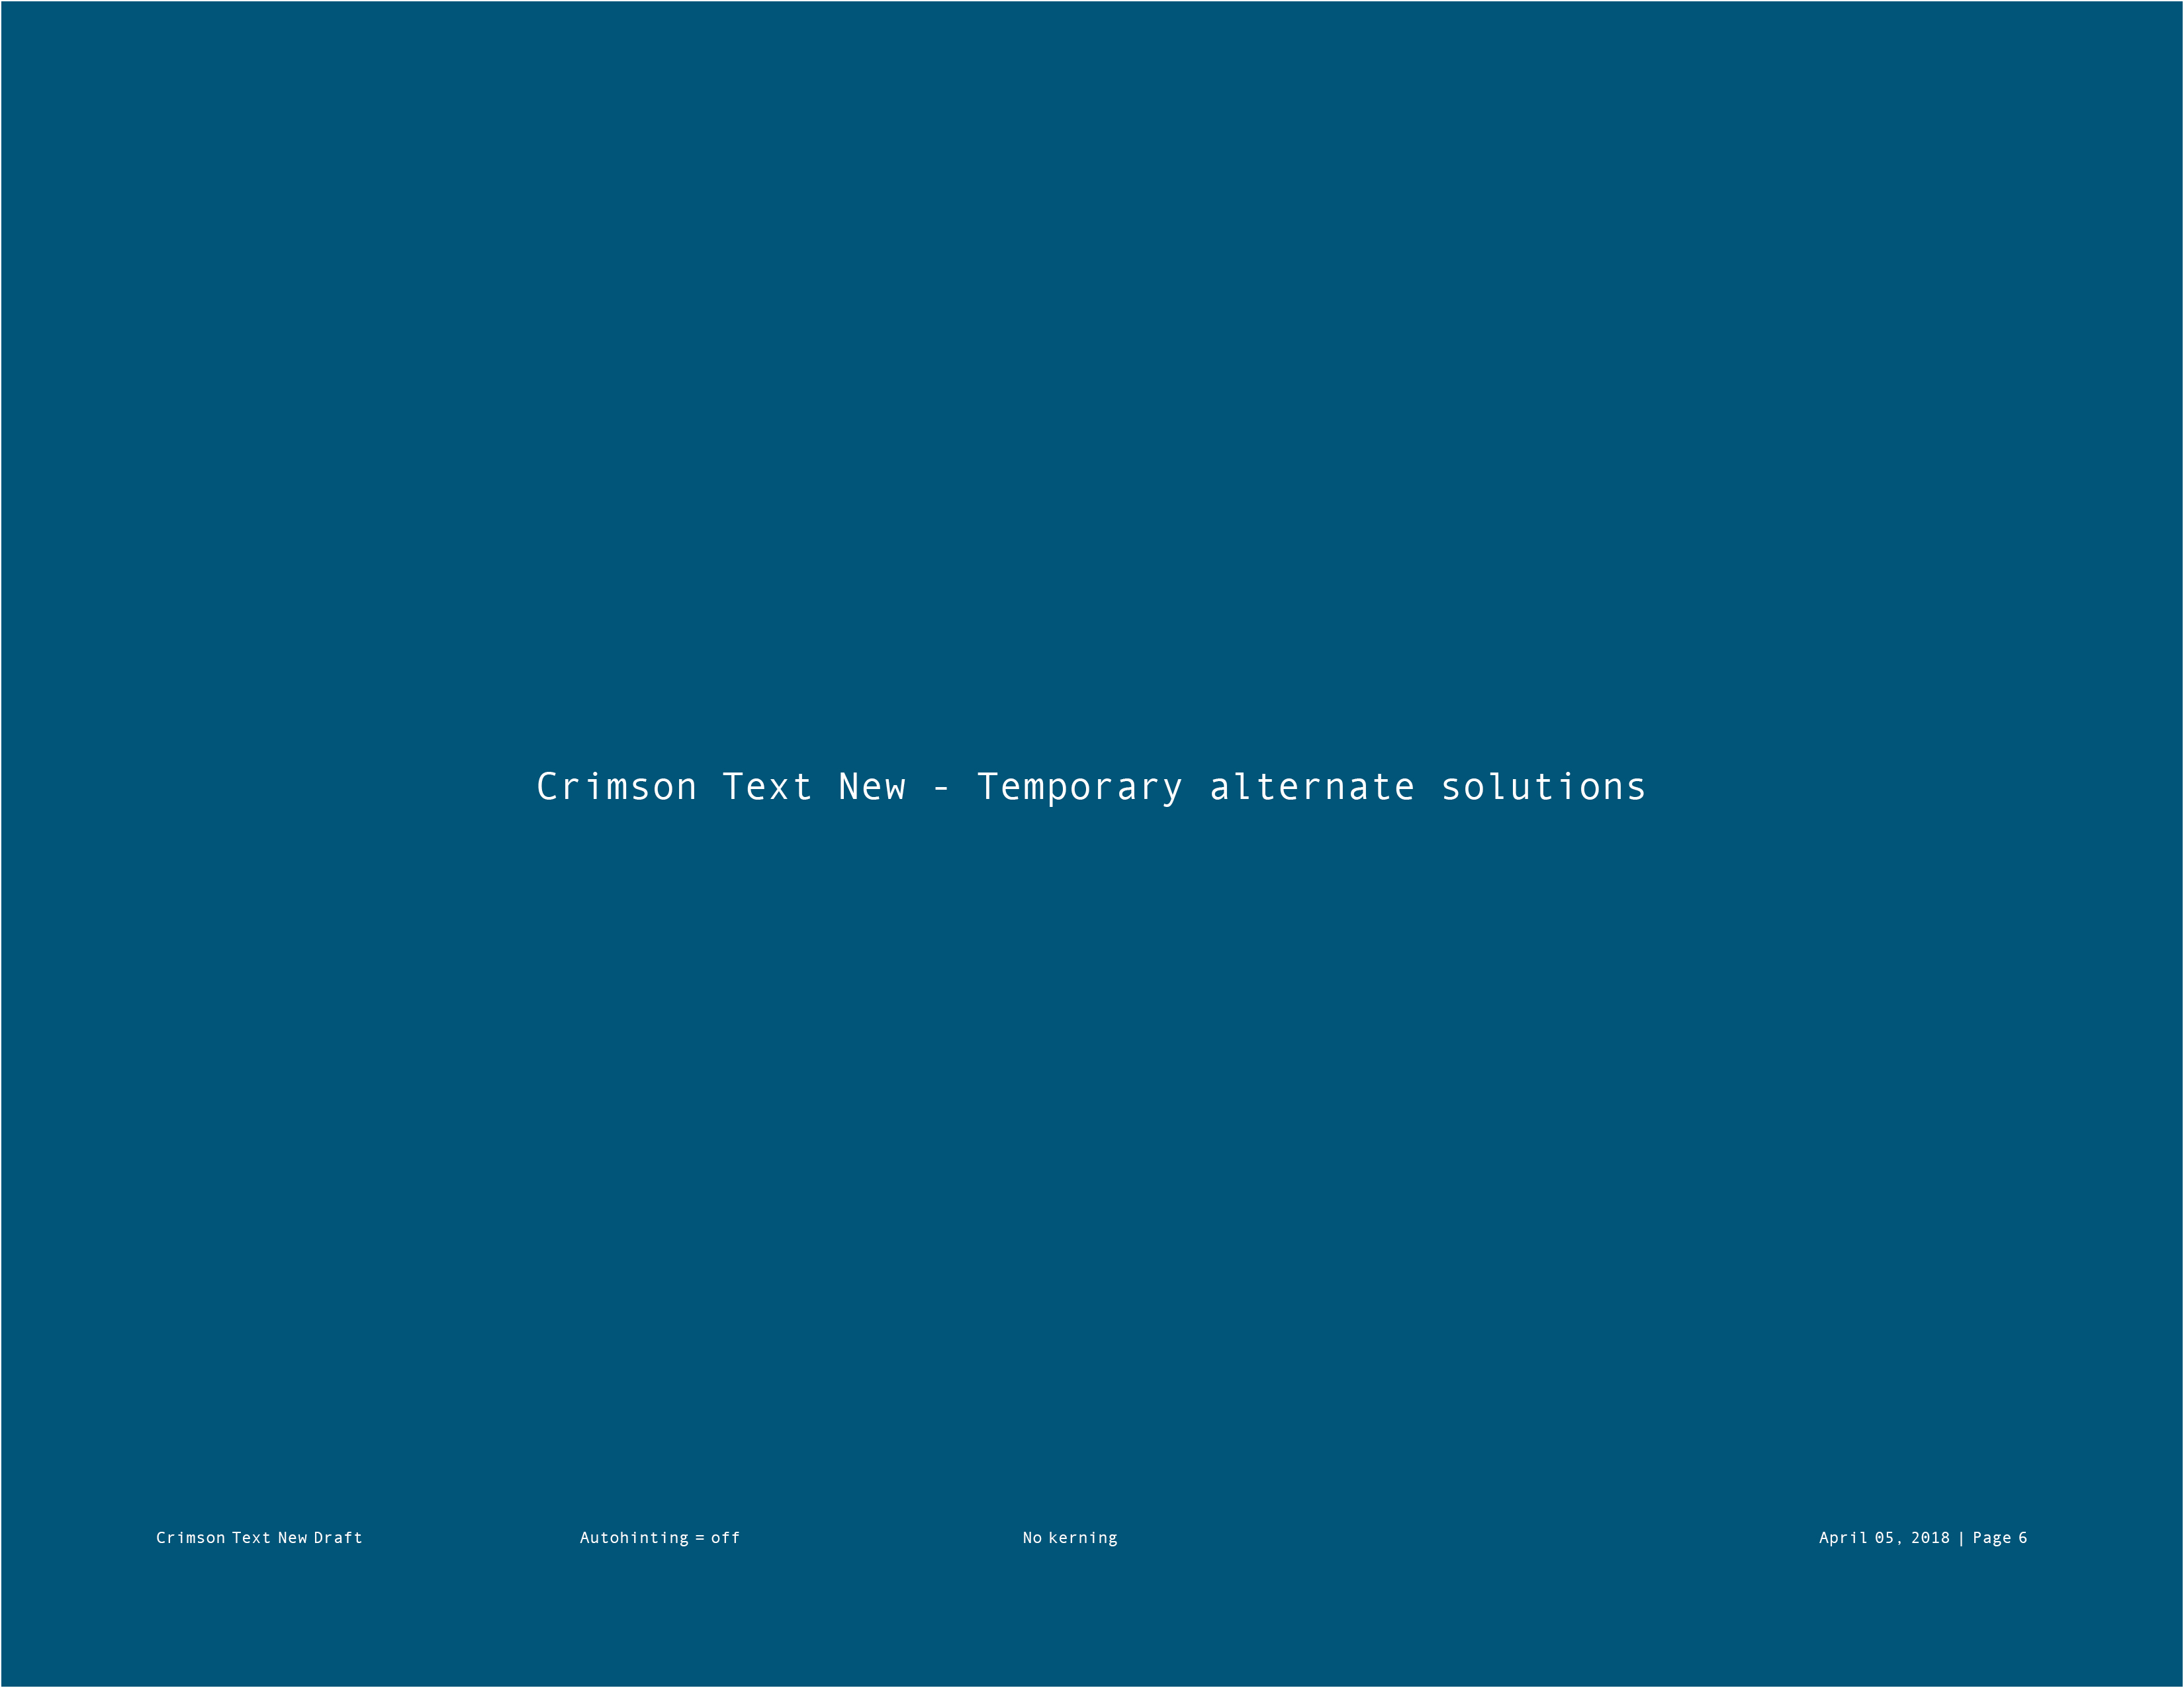 Crimson Text New - Temporary alternate solutions
Crimson Text New Draft Autohinting = off No kerning April 05, 2018 | Page 6